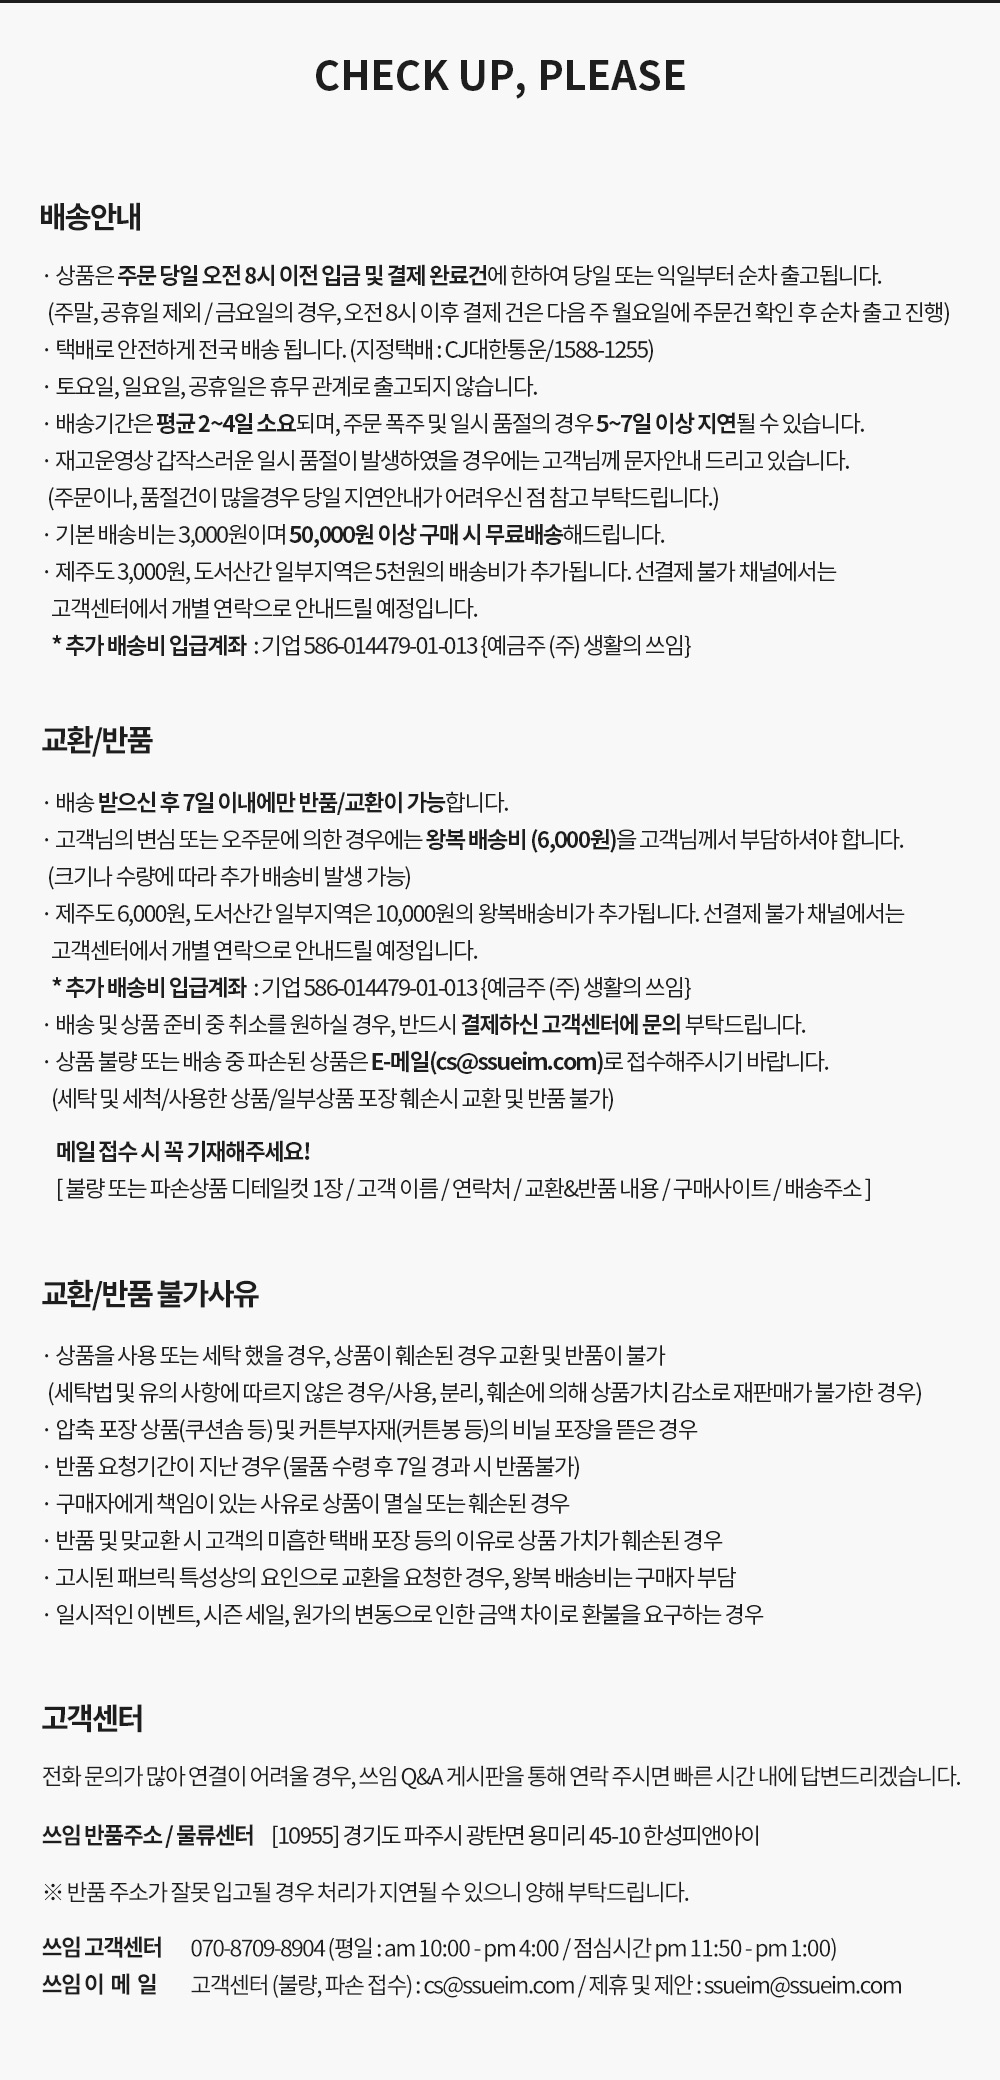 CHECK UP, PLEASE
배송안내
· 상품은 주문 당일 오전 8시 이전 입금 및 결제 완료건에 한하여 당일 또는 익일부터 순차 출고됩니다.
(주말, 공휴일 제외 / 금요일의 경우, 오전 8시 이후 결제 건은 다음 주 월요일에 주문건 확인 후 순차 출고 진행)
· 택배로 안전하게 전국 배송 됩니다. (지정택배 : CJ대한통운/1588-1255)
· 토요일, 일요일, 공휴일은 휴무 관계로 출고되지 않습니다.
· 배송기간은 평균 2~4일 소요되며, 주문 폭주 및 일시 품절의 경우 5~7일 이상 지연될 수 있습니다.
· 재고운영상 갑작스러운 일시 품절이 발생하였을 경우에는 고객님께 문자안내 드리고 있습니다.
(주문이나, 품절건이 많을경우 당일 지연안내가 어려우신 점 참고 부탁드립니다.)
· 기본 배송비는 3,000원이며 50,000원 이상 구매 시 무료배송해드립니다.
· 제주도 3,000원, 도서산간 일부지역은 5천원의 배송비가 추가됩니다. 선결제 불가 채널에서는
고객센터에서 개별 연락으로 안내드릴 예정입니다.
* 추가 배송비 입급계좌 : 기업 586-014479-01-013 {예금주 (주) 생활의 쓰임}
교환/반품
· 배송 받으신 후 7일 이내에만 반품/교환이 가능합니다.
· 고객님의 변심 또는 오주문에 의한 경우에는 왕복 배송비 (6,000원)을 고객님께서 부담하셔야 합니다.
(크기나 수량에 따라 추가 배송비 발생 가능)
· 제주도 6,000원, 도서산간 일부지역은 10,000원의 왕복배송비가 추가됩니다. 선결제 불가 채널에서는
고객센터에서 개별 연락으로 안내드릴 예정입니다.
* 추가 배송비 입급계좌 : 기업 586-014479-01-013 {예금주 (주) 생활의 쓰임}
· 배송 및 상품 준비 중 취소를 원하실 경우, 반드시 결제하신 고객센터에 문의 부탁드립니다.
· 상품 불량 또는 배송 중 파손된 상품은 E-메일(cs@ssueim.com)로 접수해주시기 바랍니다.
(세탁 및 세척/사용한 상품/일부상품 포장 훼손시 교환 및 반품 불가)
메일 접수 시 꼭 기재해주세요!
[ 불량 또는 파손상품 디테일컷 1장 / 고객 이름 / 연락처 / 교환&반품 내용 / 구매사이트 / 배송주소 ]
교환/반품 불가사유
· 상품을 사용 또는 세탁 했을 경우, 상품이 훼손된 경우 교환 및 반품이 불가
(세탁법 및 유의 사항에 따르지 않은 경우/사용, 분리, 훼손에 의해 상품가치 감소로 재판매가 불가한 경우)
· 압축 포장 상품(쿠션솜 등) 및 커튼부자재(커튼봉 등)의 비닐 포장을 뜯은 경우
· 반품 요청기간이 지난 경우 (물품 수령 후 7일 경과 시 반품불가)
· 구매자에게 책임이 있는 사유로 상품이 멸실 또는 훼손된 경우
· 반품 및 맞교환 시 고객의 미흡한 택배 포장 등의 이유로 상품 가치가 훼손된 경우
· 고시된 패브릭 특성상의 요인으로 교환을 요청한 경우, 왕복 배송비는 구매자 부담
· 일시적인 이벤트, 시즌 세일, 원가의 변동으로 인한 금액 차이로 환불을 요구하는 경우
고객센터
전화 문의가 많아 연결이 어려울 경우, 쓰임 Q&A 게시판을 통해 연락 주시면 빠른 시간 내에 답변드리겠습니다.
쓰임 반품주소 / 물류센터 [10955] 경기도 파주시 광탄면 용미리 45-10 한성피앤아이
※ 반품 주소가 잘못 입고될 경우 처리가 지연될 수 있으니 양해 부탁드립니다.
쓰임 고객센터 070-8709-8904 (평일 : am 10:00 - pm 4:00 / 점심시간 pm 11:50 - pm 1:00)
쓰임 이 메 일 고객센터 (불량, 파손 접수) : cs@ssueim.com / 제휴 및 제안 : ssueim@ssueim.com